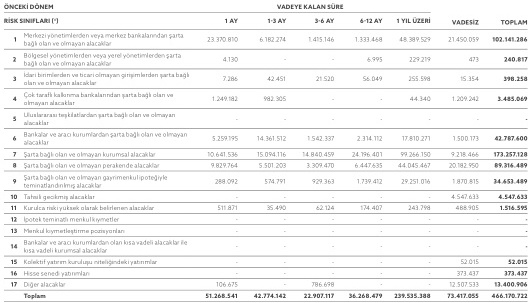 ÖNCEKİ DÖNEM VADEYE KALAN SÜRE
RİSK SINIFLARI (*) 1 AY 1-3 AY 3-6 AY 6-12 AY 1 YIL ÜZERİ VADESİZ TOPLAM
1 Merkezi yönetimlerden veya merkez bankalarından şarta bağlı olan ve olmayan alacaklar 23.370.810 6.182.274 1.415.146 1.333.468 48.389.529 21.450.059 102.141.286
2 Bölgesel yönetimlerden veya yerel yönetimlerden şarta bağlı olan ve olmayan alacaklar 4.130 - - 6.995 229.219 473 240.817
3 İdari birimlerden ve ticari olmayan girişimlerden şarta bağlı olan ve olmayan alacaklar 7.286 42.451 21.520 56.049 255.598 15.354 398.258
4 Çok taraflı kalkınma bankalarından şarta bağlı olan ve olmayan alacaklar 1.249.182 982.305 - - 44.340 1.209.242 3.485.069
5 Uluslararası teşkilatlardan şarta bağlı olan ve olmayan alacaklar - - - - - - -
6 Bankalar ve aracı kurumlardan şarta bağlı olan ve olmayan alacaklar 5.259.195 14.361.512 1.542.337 2.314.112 17.810.271 1.500.173 42.787.600
7 Şarta bağlı olan ve olmayan kurumsal alacaklar 10.641.536 15.094.116 14.840.459 24.196.401 99.266.150 9.218.466 173.257.128
8 Şarta bağlı olan ve olmayan perakende alacaklar 9.829.764 5.501.203 3.309.470 6.447.635 44.045.467 20.182.950 89.316.489
9 Şarta bağlı olan ve olmayan gayrimenkul ipoteğiyle teminatlandırılmış alacaklar 288.092 574.791 929.363 1.739.412 29.251.016 1.870.815 34.653.489
10 Tahsili gecikmiş alacaklar - - - - - 4.547.633 4.547.633
11 Kurulca riski yüksek olarak belirlenen alacaklar 511.871 35.490 62.124 174.407 243.798 488.905 1.516.595
12 İpotek teminatlı menkul kıymetler - - - - - - -
13 Menkul kıymetleştirme pozisyonları - - - - - - -
14 Bankalar ve aracı kurumlardan olan kısa vadeli alacaklar ile kısa vadeli kurumsal alacaklar - - - - - - -
15 Kolektif yatırım kuruluşu niteliğindeki yatırımlar - - - - - 52.015 52.015
16 Hisse senedi yatırımları - - - - - 373.437 373.437
17 Diğer alacaklar 106.675 - 786.698 - - 12.507.533 13.400.906
Toplam 51.268.541 42.774.142 22.907.117 36.268.479 239.535.388 73.417.055 466.170.722